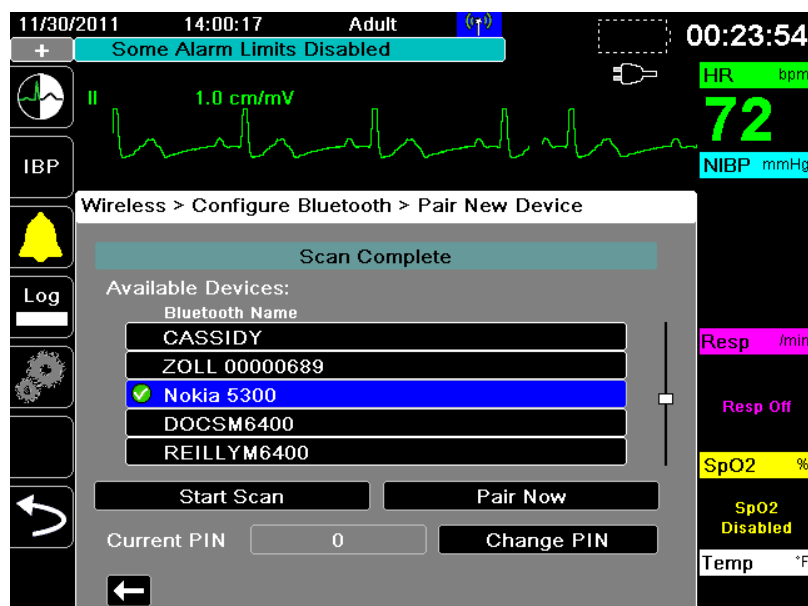 11/30/2011 14:00:17 Adult
00:23:54
+ Some Alarm Limits Disabled
HR bpm
72
II 1.0 cm/mV
NIBP mmHg
IBP
Wireless > Configure Bluetooth > Pair New Device
Scan Complete
Available Devices:
Log
Bluetooth Name
CASSIDY
ZOLL 00000689
Nokia 5300
DOCSM6400
REILLYM6400
Resp /min
Resp Off
SpO2 %
SpO2
Disabled
Start Scan Pair Now
Current PIN 0 Change PIN
Temp °F